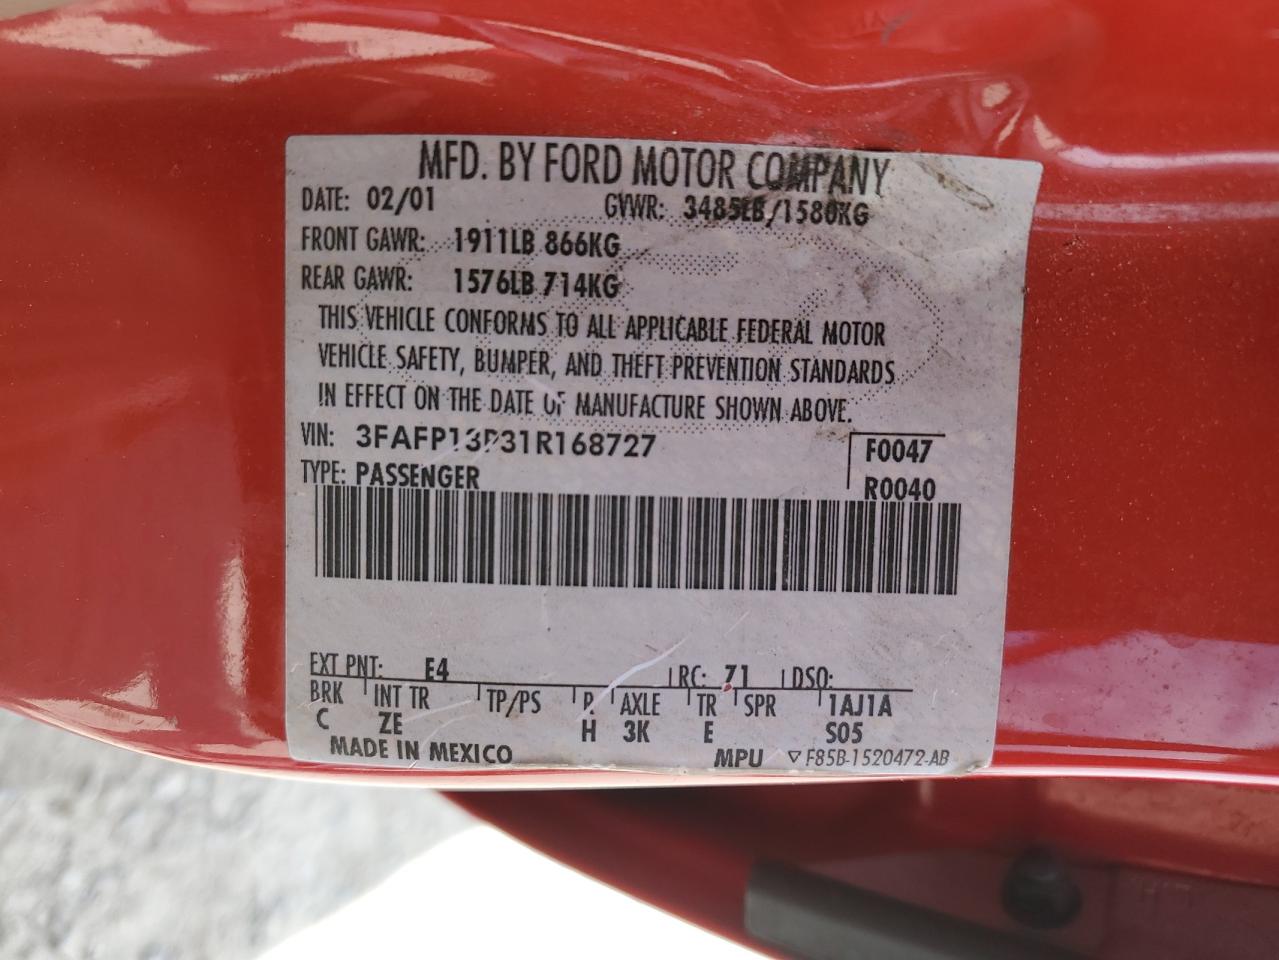 MFD. BY FORD MOTOR COMPANY
DATE: 02/01 GVWR: 3485LB/1580KG
FRONT GAWR: 1911LB 866KG
REAR GAWR: 1576LB 714KG
THIS VEHICLE CONFORMS TO ALL APPLICABLE FEDERAL MOTOR
VEHICLE SAFETY, BUMPER, AND THEFT PREVENTION STANDARDS
IN EFFECT ON THE DATE OF MANUFACTURE SHOWN ABOVE.
VIN: 3FAFP13P31R168727 F0047
TYPE: PASSENGER R0040
EXT PNT: E4 RC: 71 DSO:
BRK INT TR TP/PS R AXLE TR SPR 1AJ1A
C ZE H 3K E S05
MADE IN MEXICO MPU ▽ F85B-1520472-AB